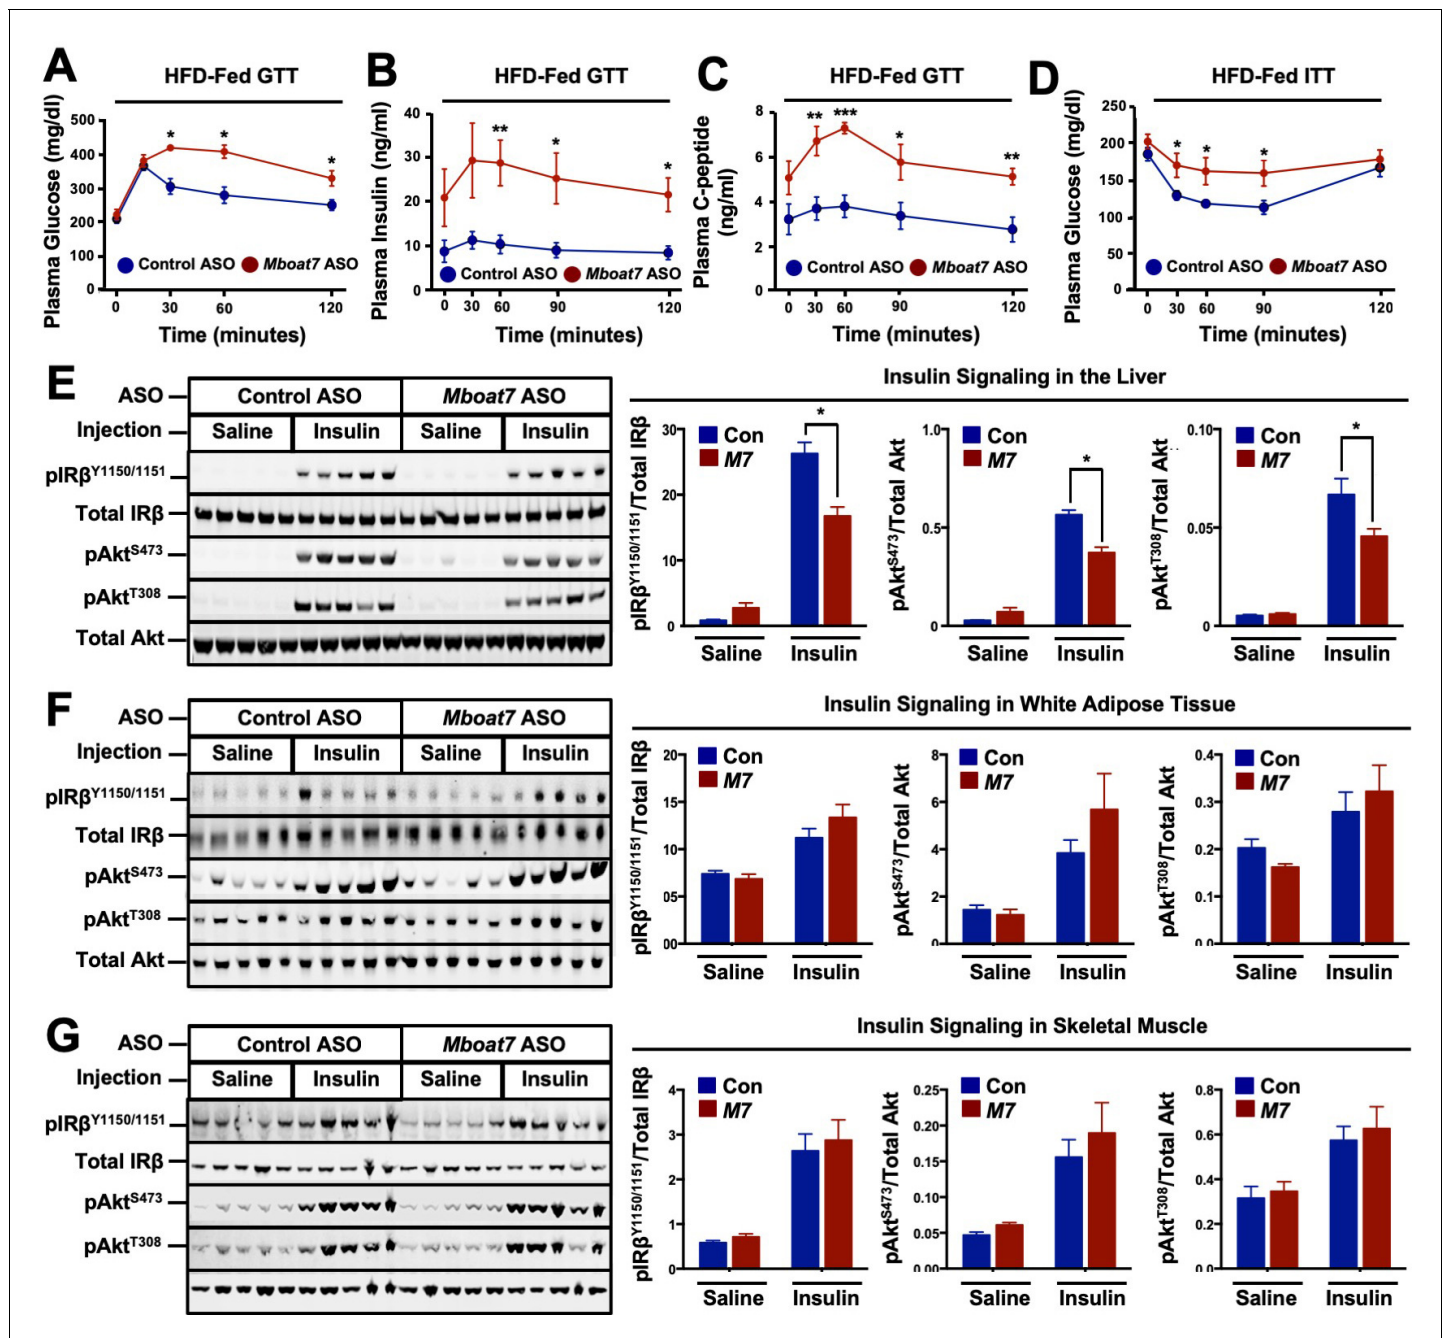 A
HFD-Fed GTT
Plasma Glucose (mg/dl)
500
400
300
200
100
0
* * *
Control ASO Mboat7 ASO
0 30 60 120
Time (minutes)
B
HFD-Fed GTT
Plasma Insulin (ng/ml)
40
30
20
10
0
** * *
Control ASO Mboat7 ASO
0 30 60 90 120
Time (minutes)
C
HFD-Fed GTT
Plasma C-peptide
(ng/ml)
8
6
4
2
0
** *** * **
Control ASO Mboat7 ASO
0 30 60 90 120
Time (minutes)
D
HFD-Fed ITT
Plasma Glucose (mg/dl)
250
200
150
100
50
0
* * *
Control ASO Mboat7 ASO
0 30 60 90 120
Time (minutes)
E
ASO Control ASO Mboat7 ASO
Injection Saline Insulin Saline Insulin
pIRβY1150/1151
Total IRβ
pAktS473
pAktT308
Total Akt
Insulin Signaling in the Liver
pIRβY1150/1151/Total IRβ
30
20
10
0
Con
M7
*
Saline Insulin
pAktS473/Total Akt
1.0
0.5
0
Con
M7
*
Saline Insulin
pAktT308/Total Akt
0.10
0.05
0
Con
M7
*
Saline Insulin
F
ASO Control ASO Mboat7 ASO
Injection Saline Insulin Saline Insulin
pIRβY1150/1151
Total IRβ
pAktS473
pAktT308
Total Akt
Insulin Signaling in White Adipose Tissue
pIRβY1150/1151/Total IRβ
20
15
10
05
00
Con
M7
Saline Insulin
pAktS473/Total Akt
8
6
4
2
0
Con
M7
Saline Insulin
pAktT308/Total Akt
0.4
0.3
0.2
0.1
0.0
Con
M7
Saline Insulin
G
ASO Control ASO Mboat7 ASO
Injection Saline Insulin Saline Insulin
pIRβY1150/1151
Total IRβ
pAktS473
pAktT308
Insulin Signaling in Skeletal Muscle
pIRβY1150/1151/Total IRβ
4
3
2
1
0
Con
M7
Saline Insulin
pAktS473/Total Akt
0.25
0.20
0.15
0.10
0.05
0.00
Con
M7
Saline Insulin
pAktT308/Total Akt
0.8
0.6
0.4
0.2
0.0
Con
M7
Saline Insulin